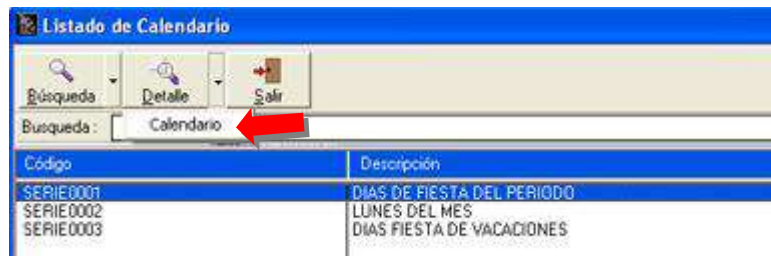 Listado de Calendario
Búsqueda Detalle Salir
Busqueda : Calendario
Código Descripción
SERIE0001 DIAS DE FIESTA DEL PERIODO
SERIE0002 LUNES DEL MES
SERIE0003 DIAS FIESTA DE VACACIONES